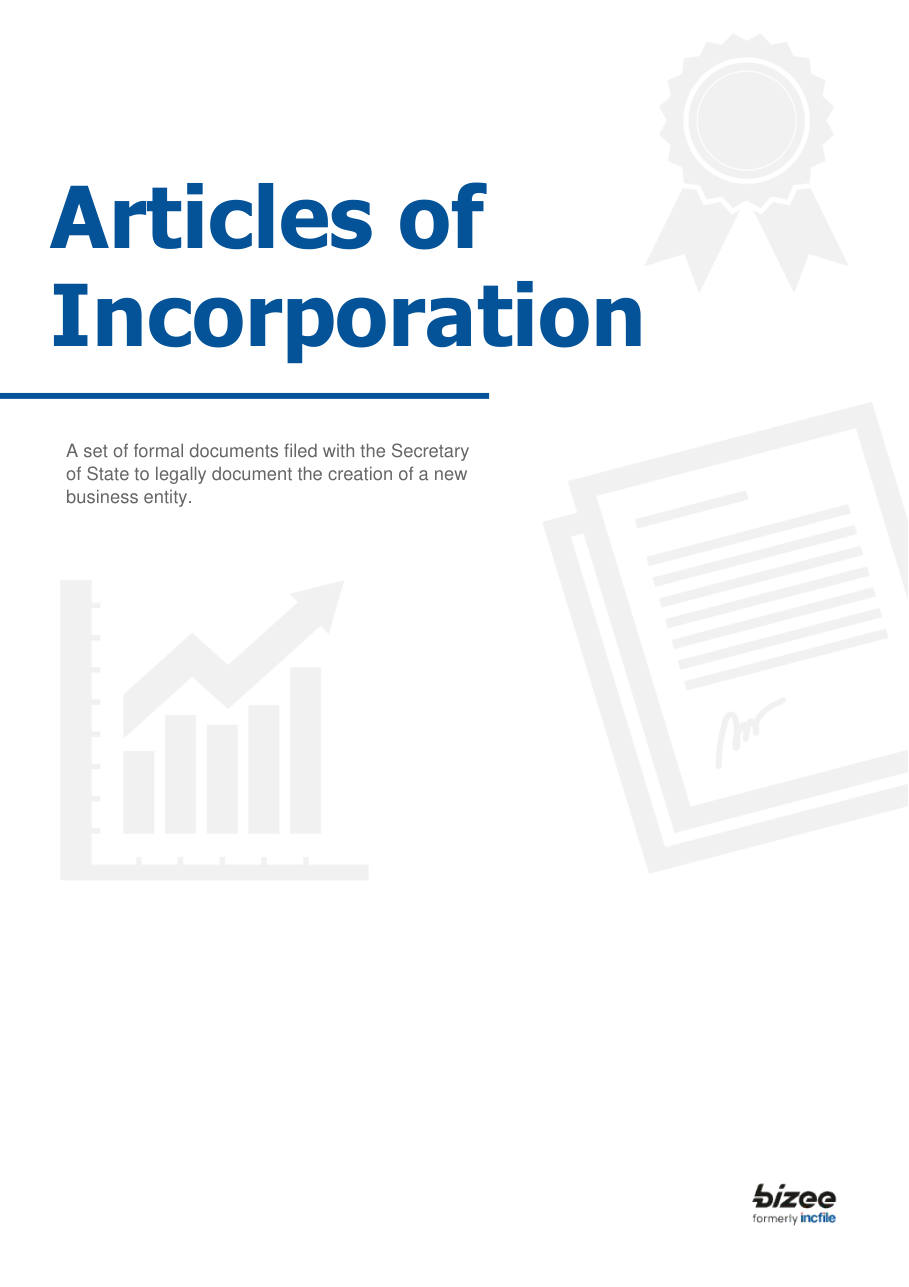 Articles of
Incorporation
A set of formal documents filed with the Secretary
of State to legally document the creation of a new
business entity.
bizee
formerly incfile